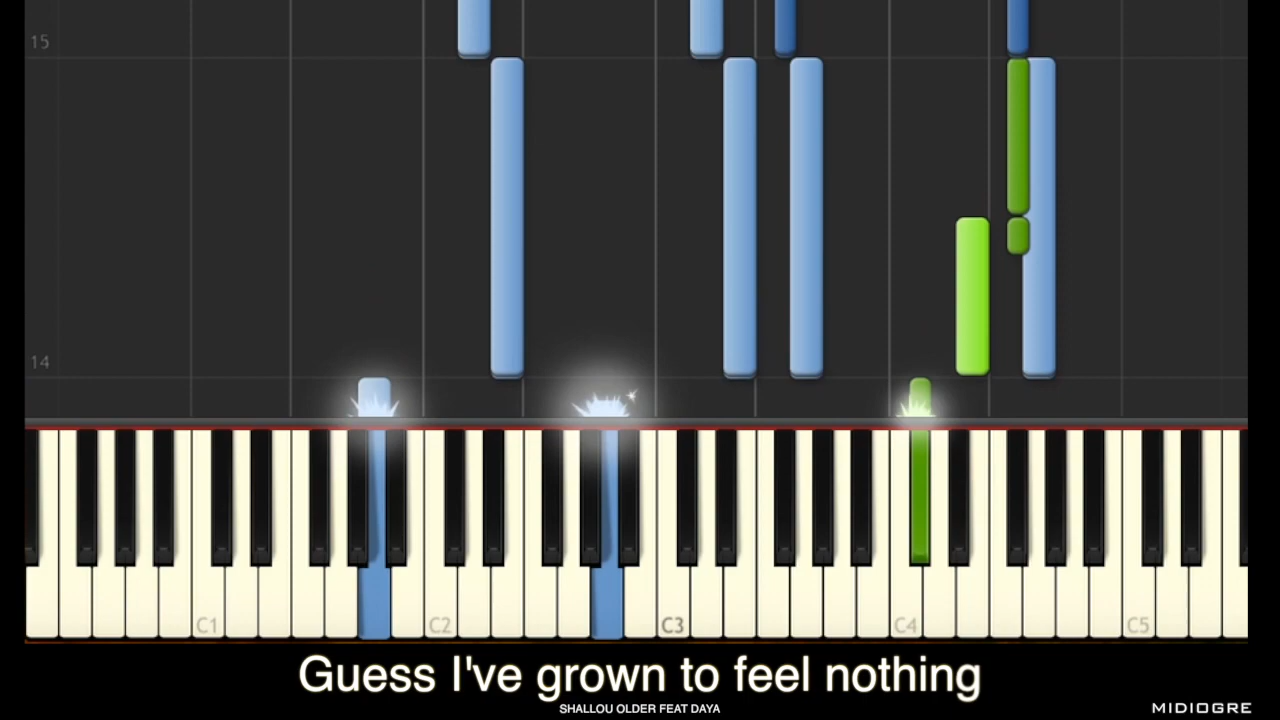 15
14
C1 C2 C3 C4 C5
Guess I've grown to feel nothing
SHALLOU OLDER FEAT DAYA
MIDIOGRE